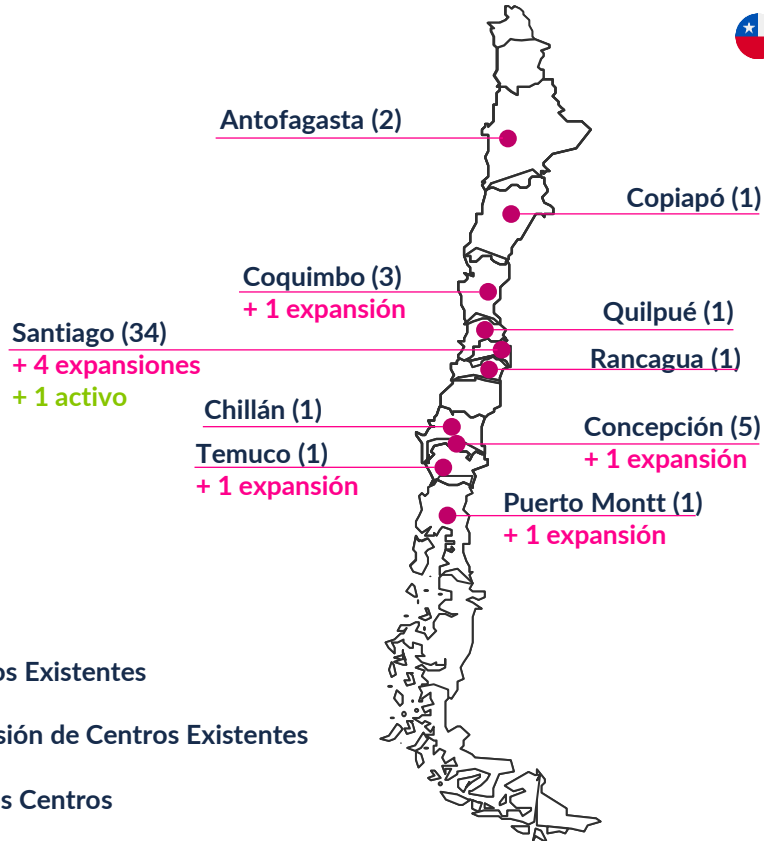 Antofagasta (2)
Copiapó (1)
Coquimbo (3)
+ 1 expansión
Quilpué (1)
Santiago (34)
+ 4 expansiones
+ 1 activo
Rancagua (1)
Chillán (1)
Concepción (5)
+ 1 expansión
Temuco (1)
+ 1 expansión
Puerto Montt (1)
+ 1 expansión
os Existentes
sión de Centros Existentes
s Centros